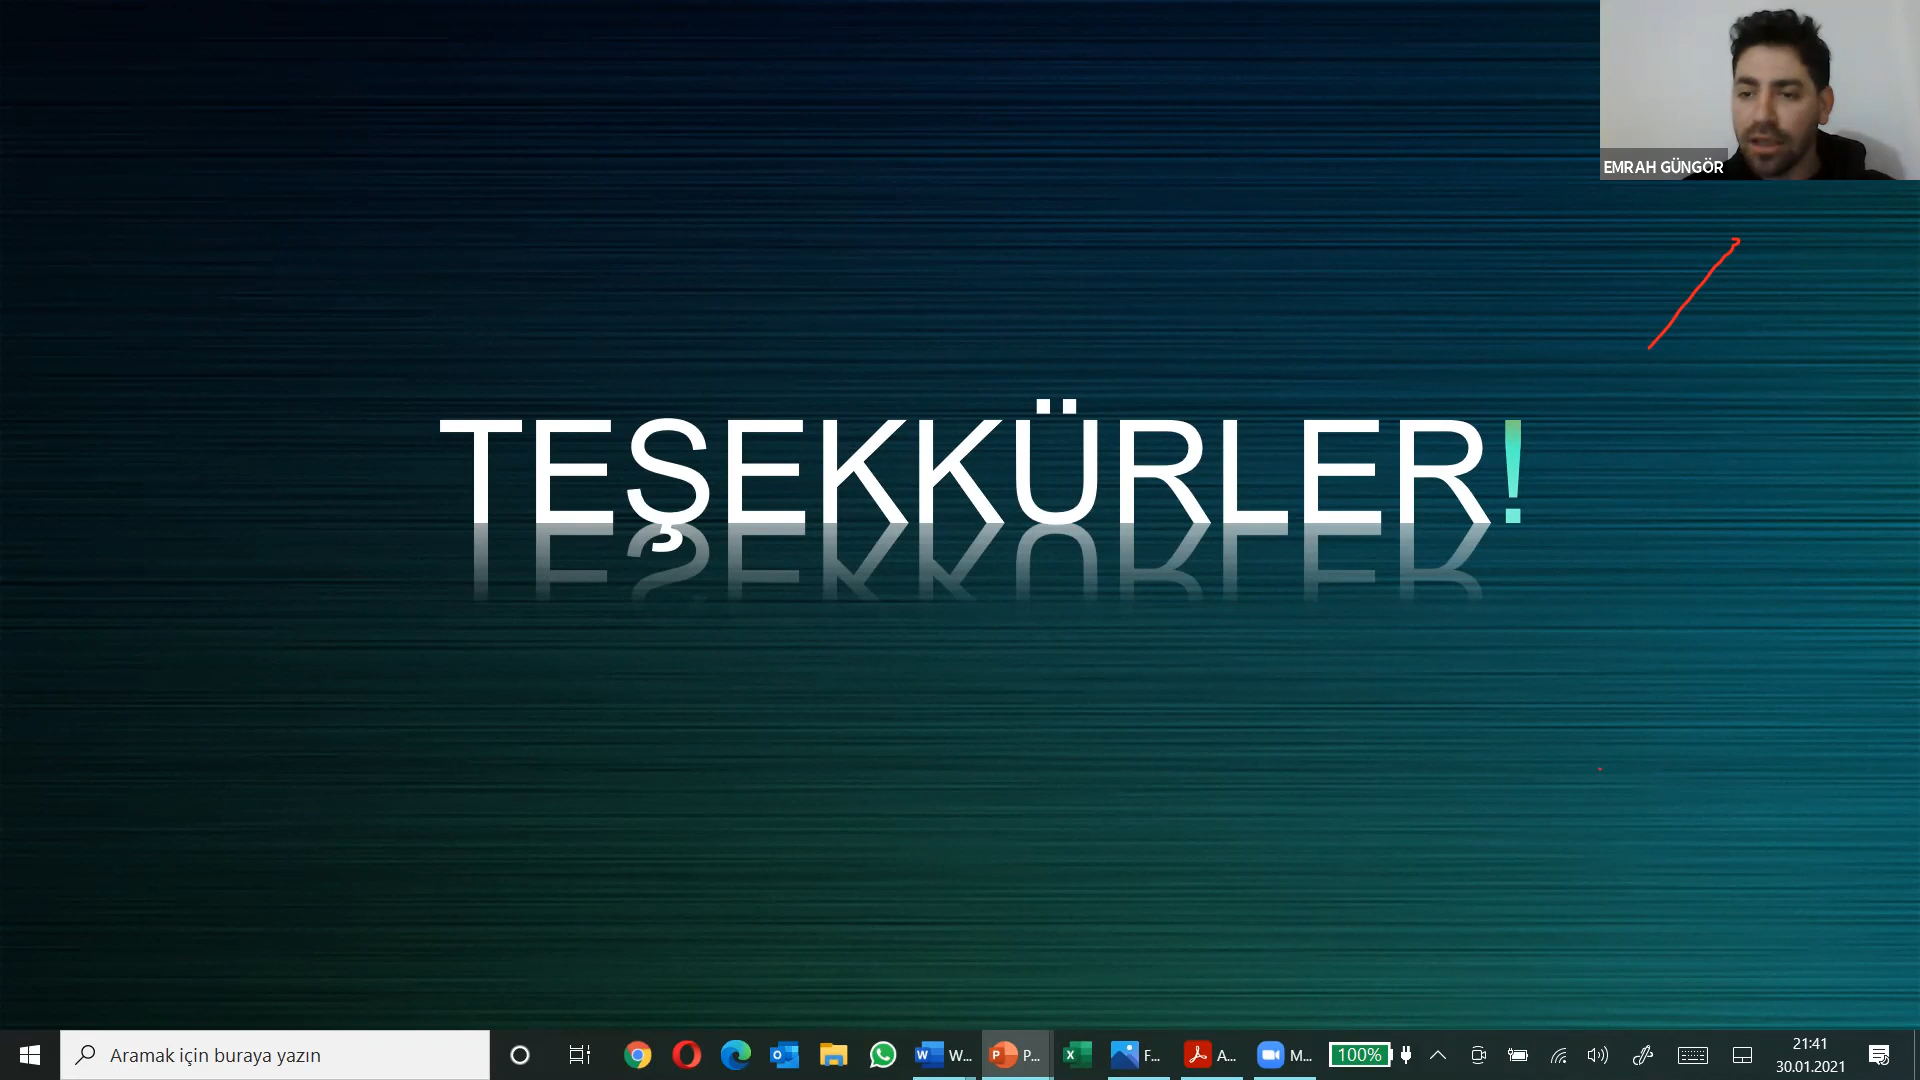 EMRAH GÜNGÖR
TEŞEKKÜRLER!
Aramak için buraya yazın
W...
P...
F...
A...
M...
100%
21:41
30.01.2021